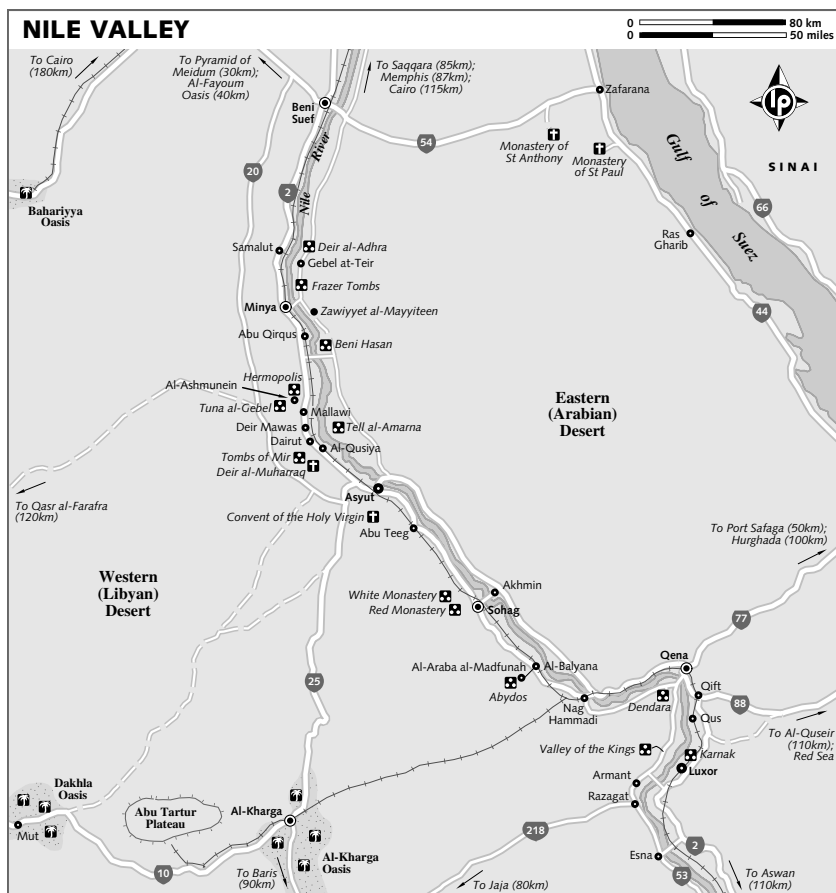 NILE VALLEY
0 80 km
0 50 miles
To Cairo
(180km)
To Pyramid of
Meidum (30km);
Al-Fayoum
Oasis (40km)
To Saqqara (85km);
Memphis (87km);
Cairo (115km)
Zafarana
lp
Beni
Suef
River
Nile
54
Monastery of
St Anthony
Monastery
of St Paul
Gulf
of
Suez
SINAI
20
2
66
Bahariyya
Oasis
Ras
Gharib
Samalut
Deir al-Adhra
Gebel at-Teir
Frazer Tombs
Minya
Zawiyyet al-Mayyiteen
44
Abu Qirqus
Beni Hasan
Hermopolis
Al-Ashmunein
Tuna al-Gebel
Mallawi
Eastern
(Arabian)
Desert
Deir Mawas
Tell al-Amarna
Dairut
Al-Qusiya
Tombs of Mir
Deir al-Muharraq
Asyut
To Qasr al-Farafra
(120km)
Convent of the Holy Virgin
Abu Teeg
To Port Safaga (50km);
Hurghada (100km)
Western
(Libyan)
Desert
White Monastery
Red Monastery
Akhmin
Sohag
77
Qena
Al-Araba al-Madfunah
Al-Balyana
Abydos
25
Nag
Hammadi
Dendara
Qift
88
Qus
To Al-Quseir
(110km);
Red Sea
Valley of the Kings
Karnak
Luxor
Armant
Razagat
Dakhla
Oasis
Abu Tartur
Plateau
Al-Kharga
Mut
218
Al-Kharga
Oasis
Esna
2
10
To Baris
(90km)
To Jaja (80km)
53
To Aswan
(110km)